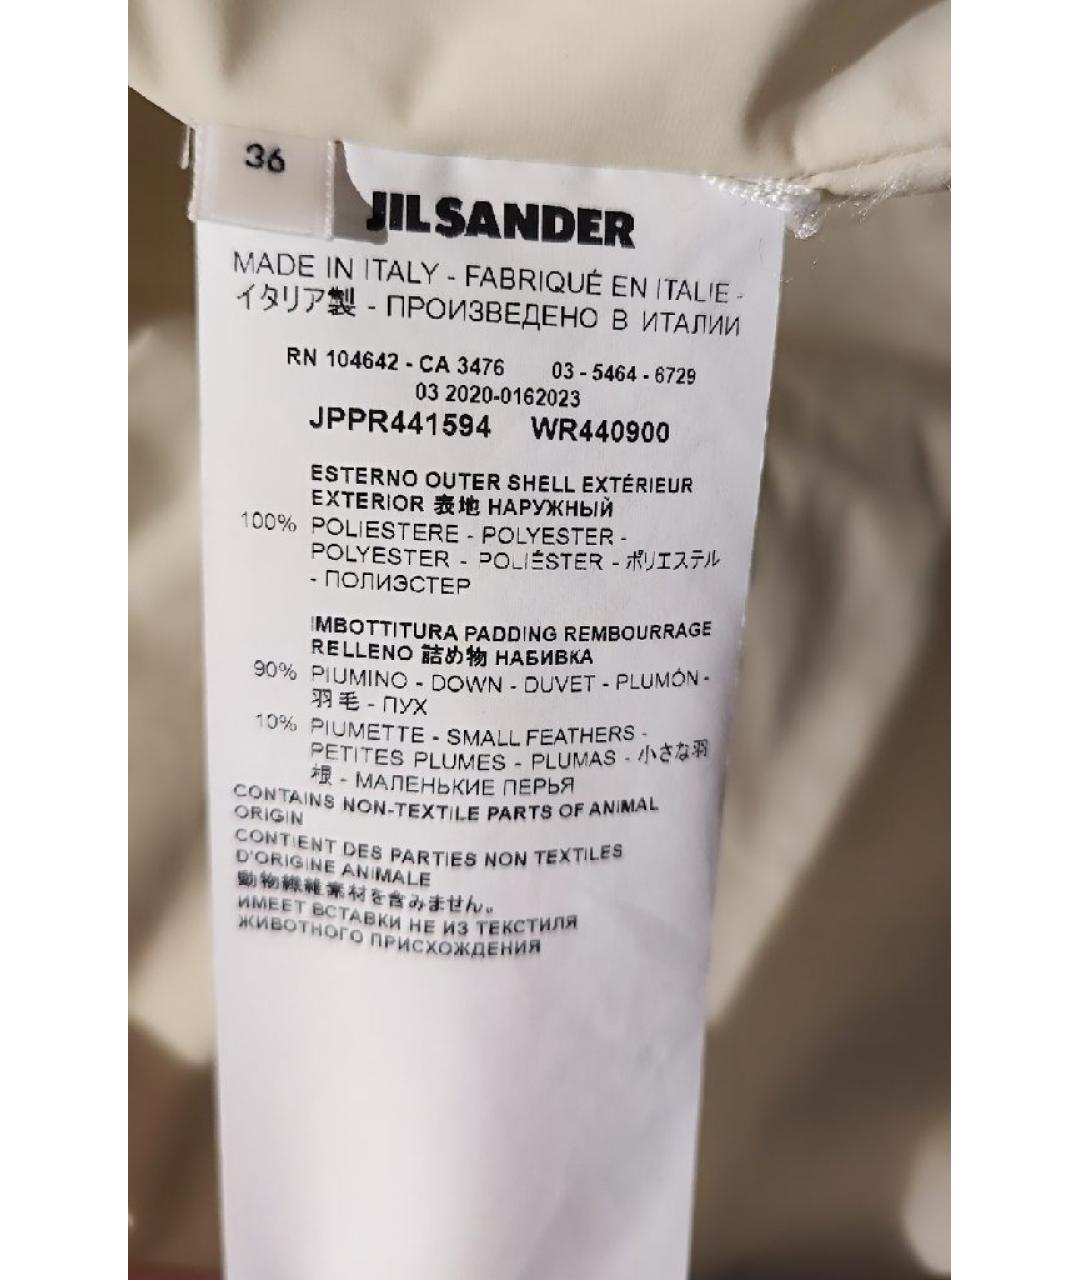 36
JIL SANDER
MADE IN ITALY - FABRIQUÉ EN ITALIE -
イタリア製 - ПРОИЗВЕДЕНО В ИТАЛИИ
RN 104642 - CA 3476 03 - 5464 - 6729
03 2020-0162023
JPPR441594 WR440900
ESTERNO OUTER SHELL EXTÉRIEUR
EXTERIOR 表地 НАРУЖНЫЙ
100% POLIESTERE - POLYESTER -
POLYESTER - POLIÉSTER - ポリエステル
- ПОЛИЭСТЕР
IMBOTTITURA PADDING REMBOURRAGE
RELLENO 詰め物 НАБИВКА
90% PIUMINO - DOWN - DUVET - PLUMÓN -
羽毛 - ПУХ
10% PIUMETTE - SMALL FEATHERS -
PETITES PLUMES - PLUMAS - 小さな羽
根 - МАЛЕНЬКИЕ ПЕРЬЯ
CONTAINS NON-TEXTILE PARTS OF ANIMAL
ORIGIN
CONTIENT DES PARTIES NON TEXTILES
D'ORIGINE ANIMALE
動物繊維素材を含みません。
ИМЕЕТ ВСТАВКИ НЕ ИЗ ТЕКСТИЛЯ
ЖИВОТНОГО ПРИСХОЖДЕНИЯ